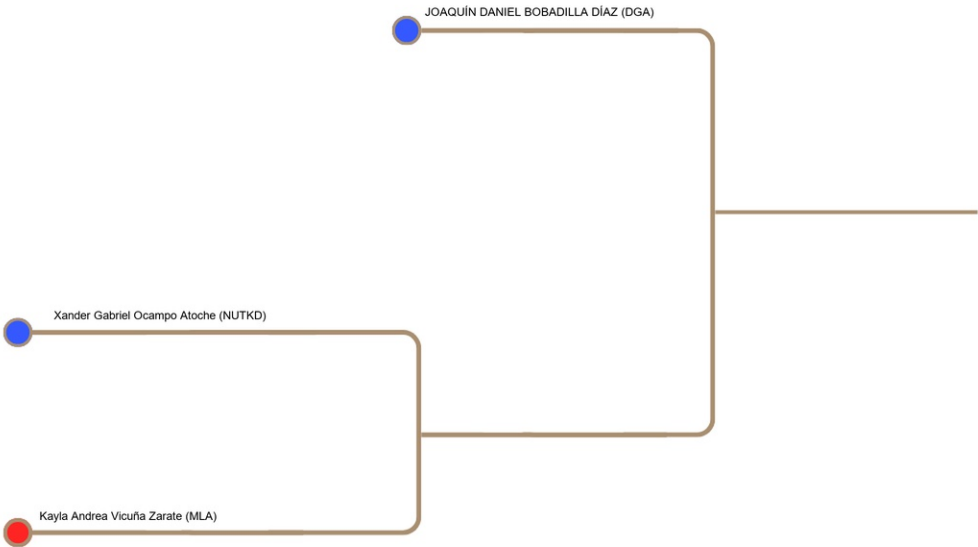 JOAQUÍN DANIEL BOBADILLA DÍAZ (DGA)
Xander Gabriel Ocampo Atoche (NUTKD)
Kayla Andrea Vicuña Zarate (MLA)